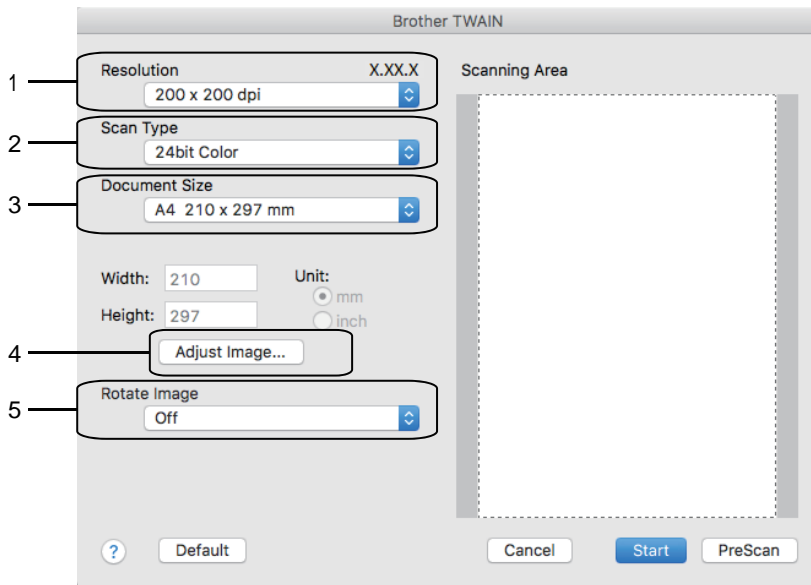 Brother TWAIN
1
Resolution X.XX.X
200 x 200 dpi
2
Scan Type
24bit Color
3
Document Size
A4 210 x 297 mm
Width: 210 Unit:
mm
Height: 297
inch
4
Adjust Image...
5
Rotate Image
Off
Scanning Area
? Default Cancel Start PreScan